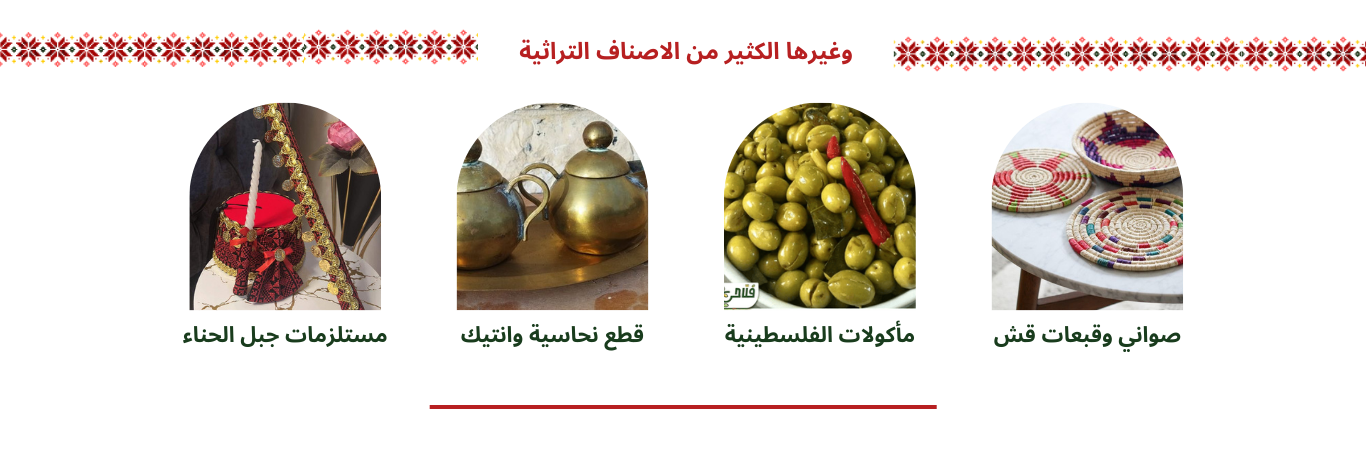 وغيرها الكثير من الاصناف التراثية
صواني وقبعات قش
مأكولات الفلسطينية
قطع نحاسية وانتيك
مستلزمات جبل الحناء